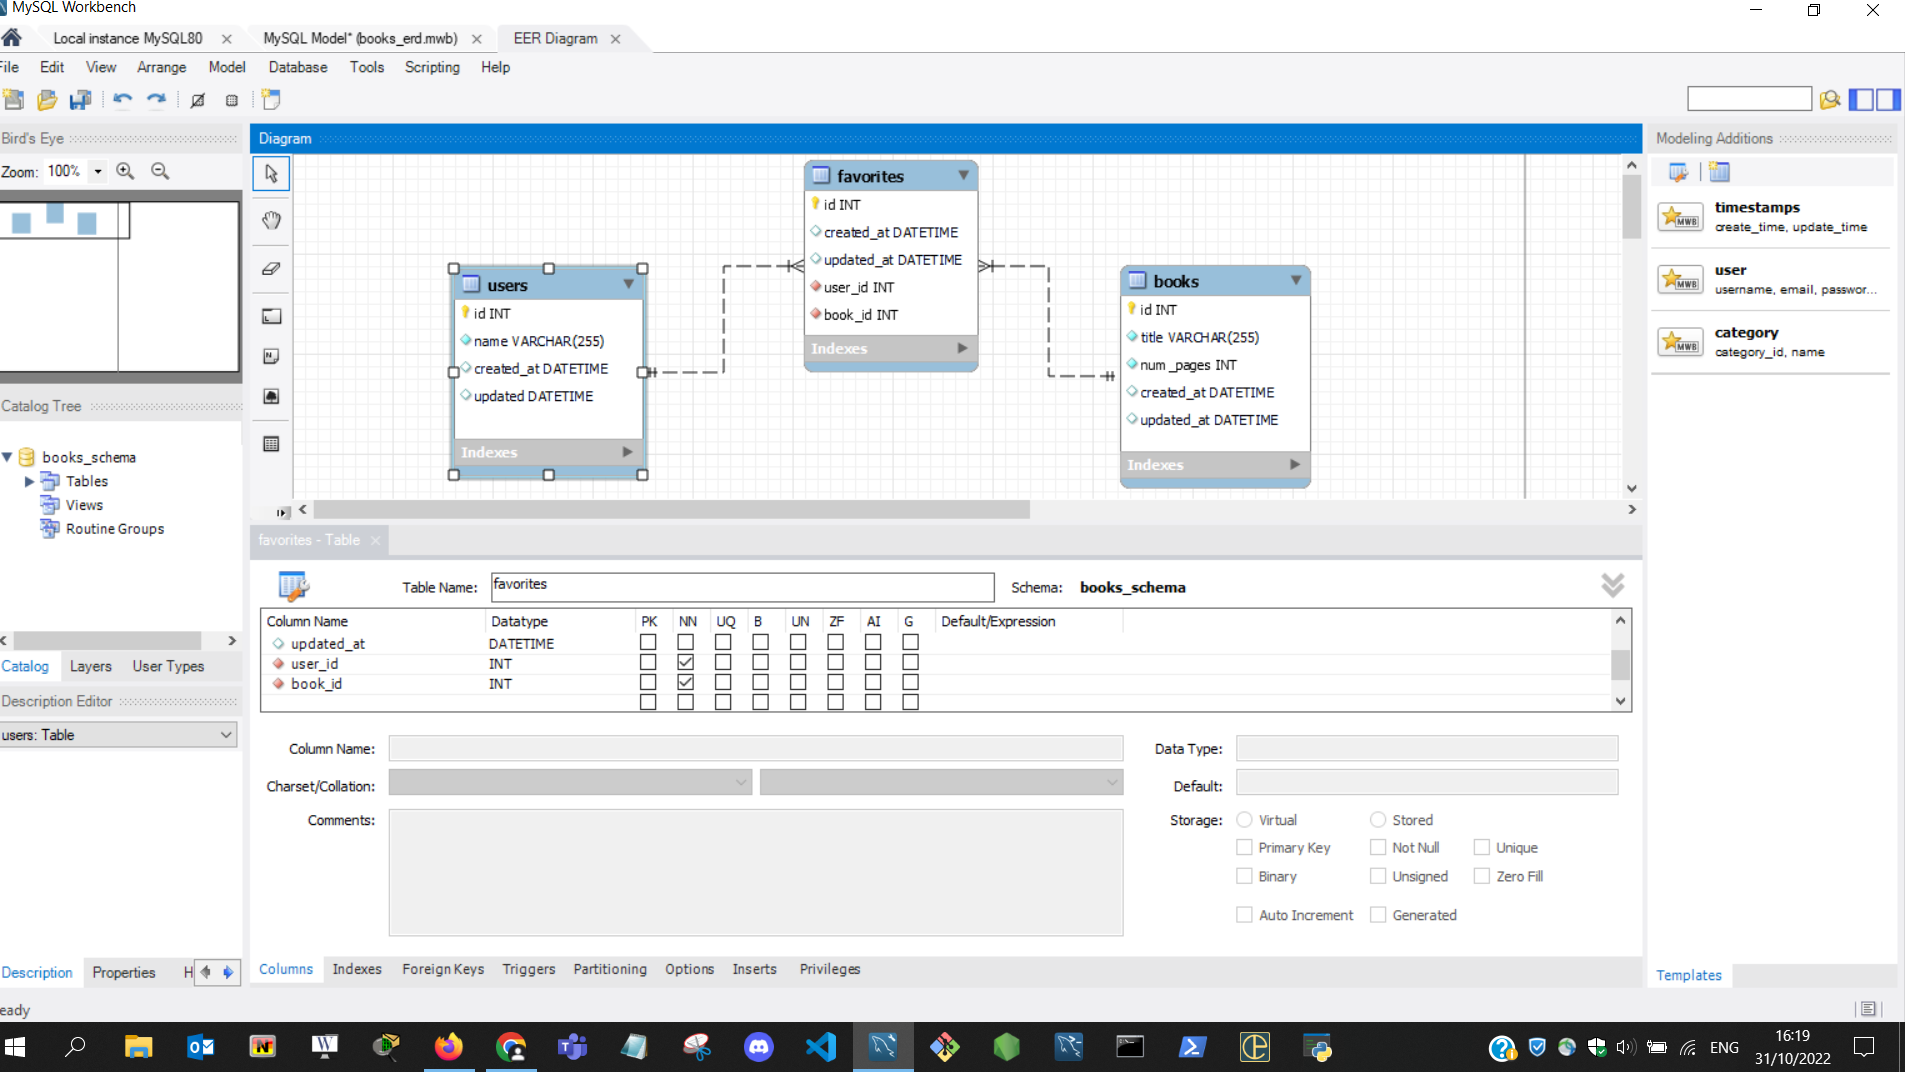 MySQL Workbench
Local instance MySQL80
MySQL Model* (books_erd.mwb)
EER Diagram
File Edit View Arrange Model Database Tools Scripting Help
Bird's Eye
Zoom: 100%
Catalog Tree
books_schema
Tables
Views
Routine Groups
Catalog Layers User Types
Description Editor
users: Table
Description Properties H
Diagram
users
id INT
name VARCHAR(255)
created_at DATETIME
updated DATETIME
Indexes
favorites
id INT
created_at DATETIME
updated_at DATETIME
user_id INT
book_id INT
Indexes
books
id INT
title VARCHAR(255)
num_pages INT
created_at DATETIME
updated_at DATETIME
Indexes
Modeling Additions
timestamps
create_time, update_time
user
username, email, passwor...
category
category_id, name
Templates
favorites - Table
Table Name: favorites Schema: books_schema
Column Name Datatype PK NN UQ B UN ZF AI G Default/Expression
updated_at DATETIME
user_id INT
book_id INT
Column Name: Data Type:
Charset/Collation: Default:
Comments: Storage: Virtual Stored
Primary Key Not Null Unique
Binary Unsigned Zero Fill
Auto Increment Generated
Columns Indexes Foreign Keys Triggers Partitioning Options Inserts Privileges
eady
ENG
16:19
31/10/2022